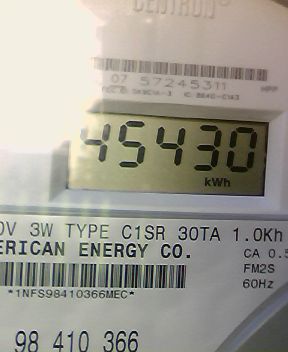 CENTRON®
07 57245311 HPP
45430
kWh
0V 3W TYPE C1SR 30TA 1.0Kh
ERICAN ENERGY CO.
CA 0.5
FM2S
60Hz
*1NFS98410366MEC*
98 410 366